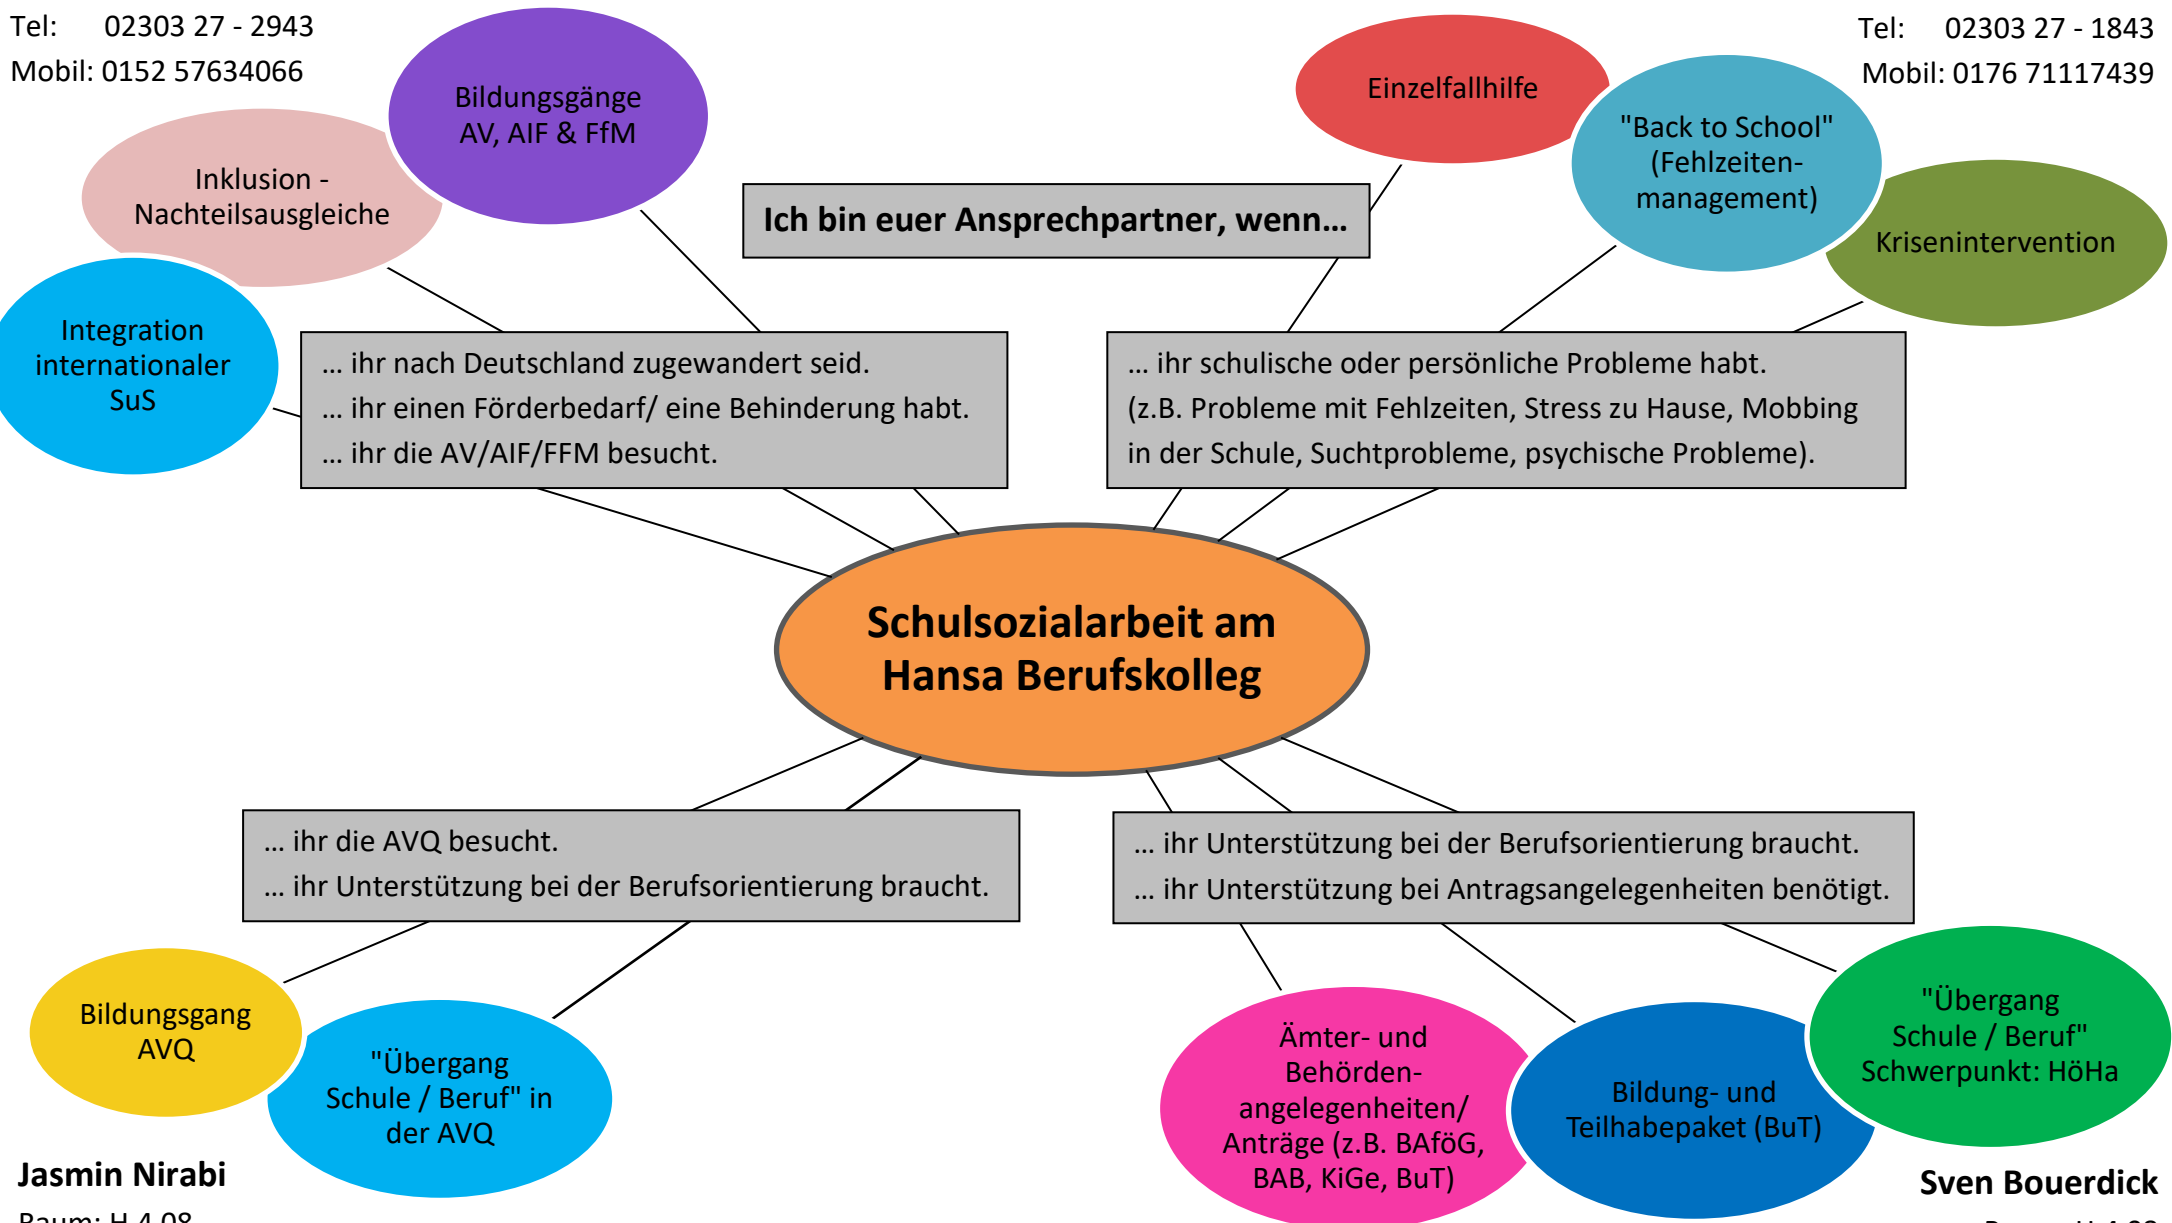 Tel: 02303 27 - 2943
Mobil: 0152 57634066
Tel: 02303 27 - 1843
Mobil: 0176 71117439
Bildungsgänge
AV, AIF & FfM
Inklusion -
Nachteilsausgleiche
Integration
internationaler
SuS
Einzelfallhilfe
"Back to School"
(Fehlzeiten-
management)
Krisenintervention
Ich bin euer Ansprechpartner, wenn…
… ihr nach Deutschland zugewandert seid.
… ihr einen Förderbedarf/ eine Behinderung habt.
… ihr die AV/AIF/FFM besucht.
… ihr schulische oder persönliche Probleme habt.
(z.B. Probleme mit Fehlzeiten, Stress zu Hause, Mobbing
in der Schule, Suchtprobleme, psychische Probleme).
Schulsozialarbeit am
Hansa Berufskolleg
… ihr die AVQ besucht.
… ihr Unterstützung bei der Berufsorientierung braucht.
… ihr Unterstützung bei der Berufsorientierung braucht.
… ihr Unterstützung bei Antragsangelegenheiten benötigt.
Bildungsgang
AVQ
"Übergang
Schule / Beruf" in
der AVQ
Ämter- und
Behörden-
angelegenheiten/
Anträge (z.B. BAföG,
BAB, KiGe, BuT)
Bildung- und
Teilhabepaket (BuT)
"Übergang
Schule / Beruf"
Schwerpunkt: HöHa
Jasmin Nirabi
Raum: H 4.08
Sven Bouerdick